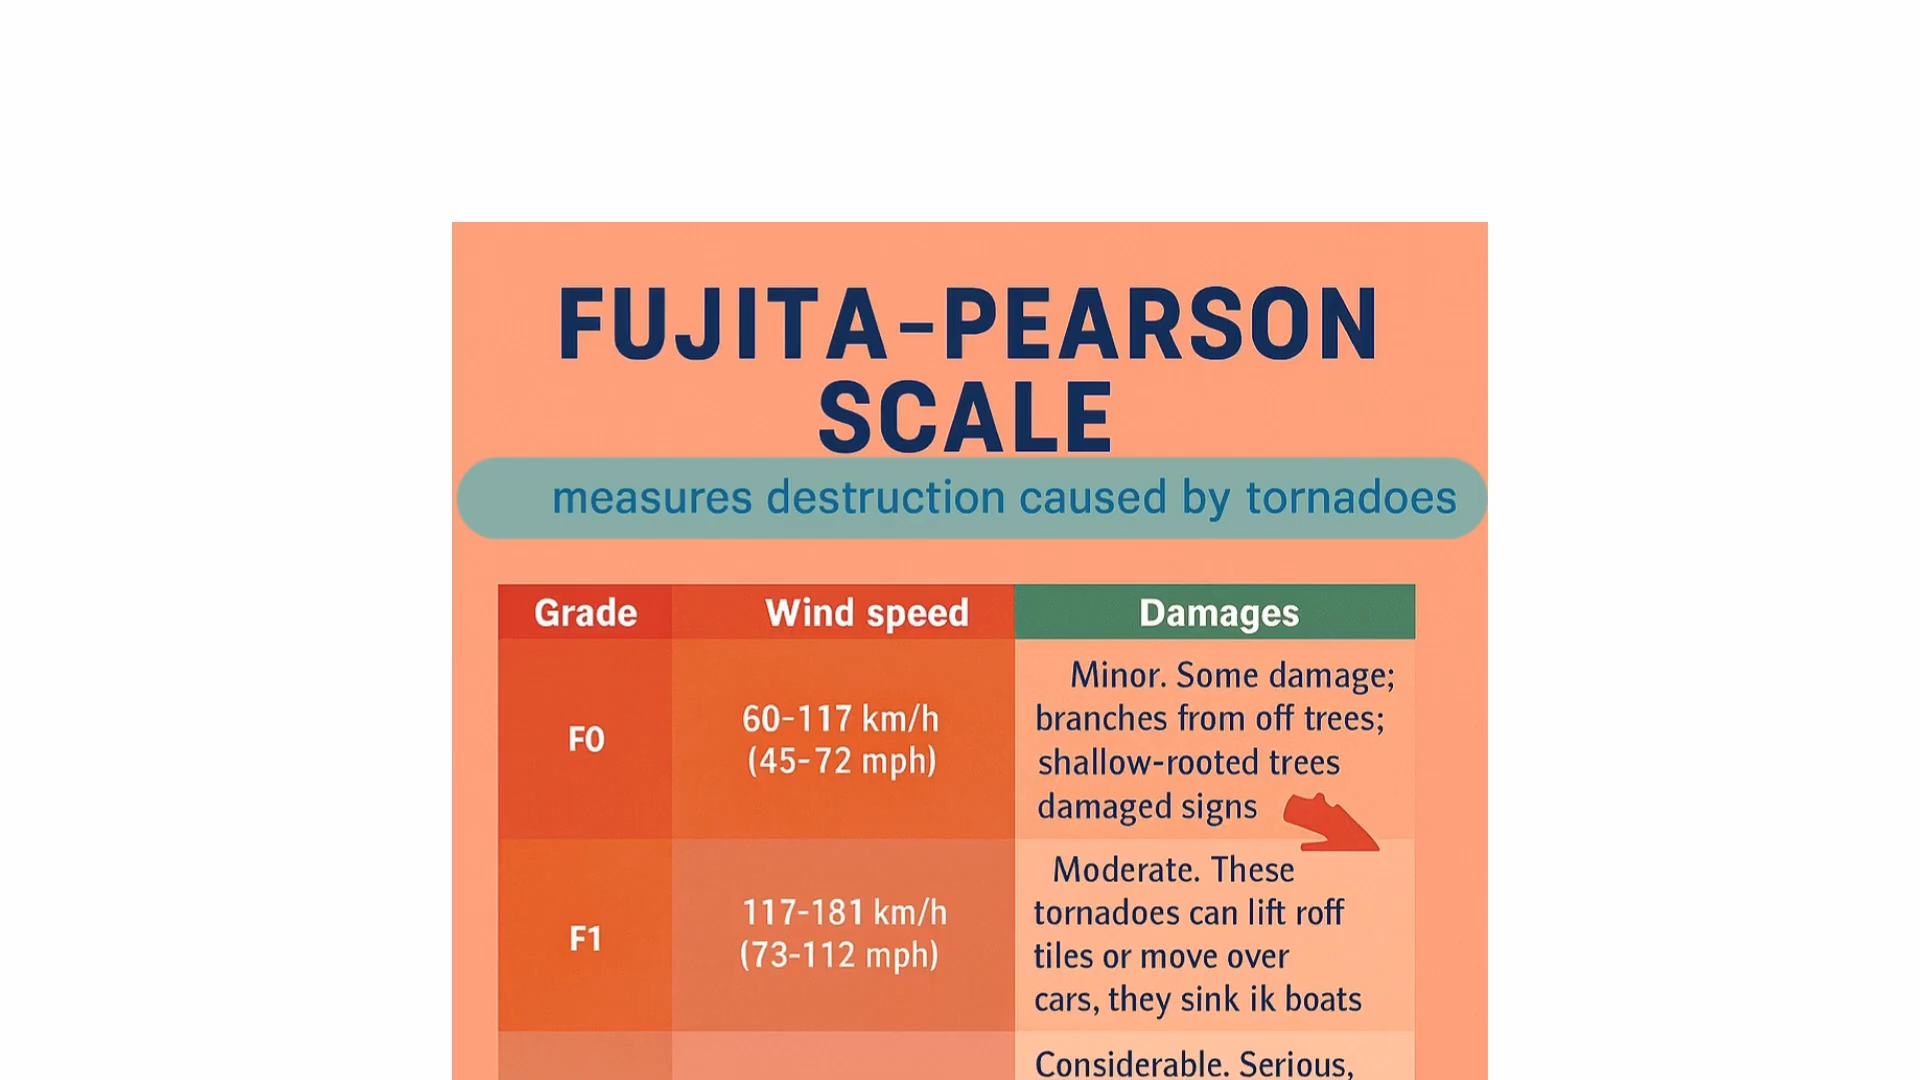 FUJITA-PEARSON
SCALE
measures destruction caused by tornadoes
Grade Wind speed Damages
F0
60-117 km/h
(45-72 mph)
Minor. Some damage;
branches from off trees;
shallow-rooted trees
damaged signs
F1
117-181 km/h
(73-112 mph)
Moderate. These
tornadoes can lift roff
tiles or move over
cars, they sink ik boats
Considerable. Serious,